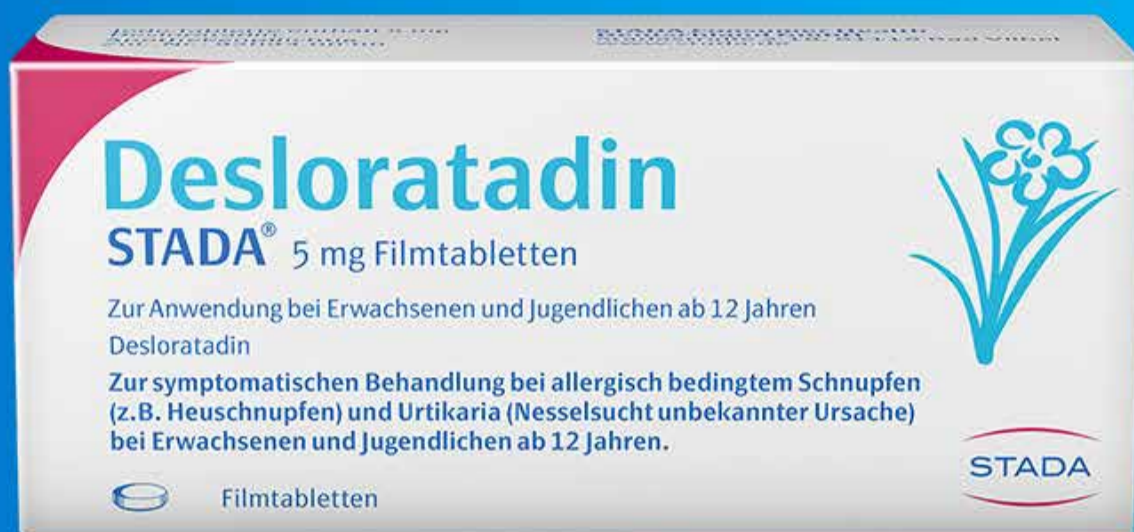 Desloratadin
STADA® 5 mg Filmtabletten
Zur Anwendung bei Erwachsenen und Jugendlichen ab 12 Jahren
Desloratadin
Zur symptomatischen Behandlung bei allergisch bedingtem Schnupfen
(z.B. Heuschnupfen) und Urtikaria (Nesselsucht unbekannter Ursache)
bei Erwachsenen und Jugendlichen ab 12 Jahren.
STADA
Filmtabletten